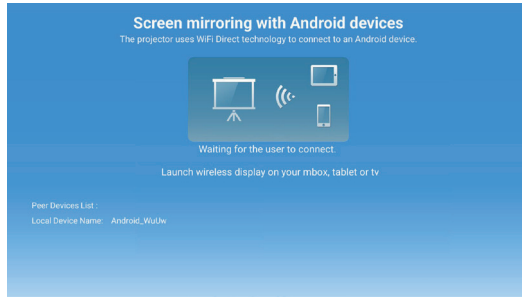 Screen mirroring with Android devices
The projector uses WiFi Direct technology to connect to an Android device.
Waiting for the user to connect.
Launch wireless display on your mbox, tablet or tv
Peer Devices List :
Local Device Name: Android_WuUw